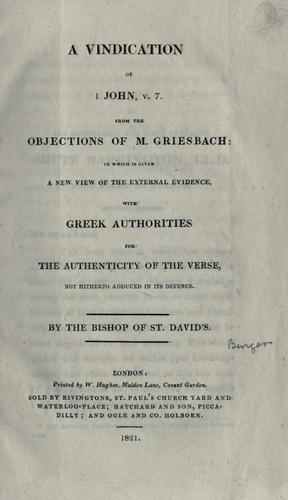 A VINDICATION
OF
1 JOHN, v. 7.
FROM THE
OBJECTIONS OF M. GRIESBACH:
IN WHICH IS GIVEN
A NEW VIEW OF THE EXTERNAL EVIDENCE,
WITH
GREEK AUTHORITIES
FOR
THE AUTHENTICITY OF THE VERSE,
NOT HITHERTO ADDUCED IN ITS DEFENCE.
BY THE BISHOP OF ST. DAVID'S.
LONDON:
Printed by W. Hughes, Maiden Lane, Covent Garden.
SOLD BY RIVINGTONS, ST. PAUL'S CHURCH YARD AND
WATERLOO-PLACE; HATCHARD AND SON, PICCA-
DILLY; AND OGLE AND CO. HOLBORN.
1821.